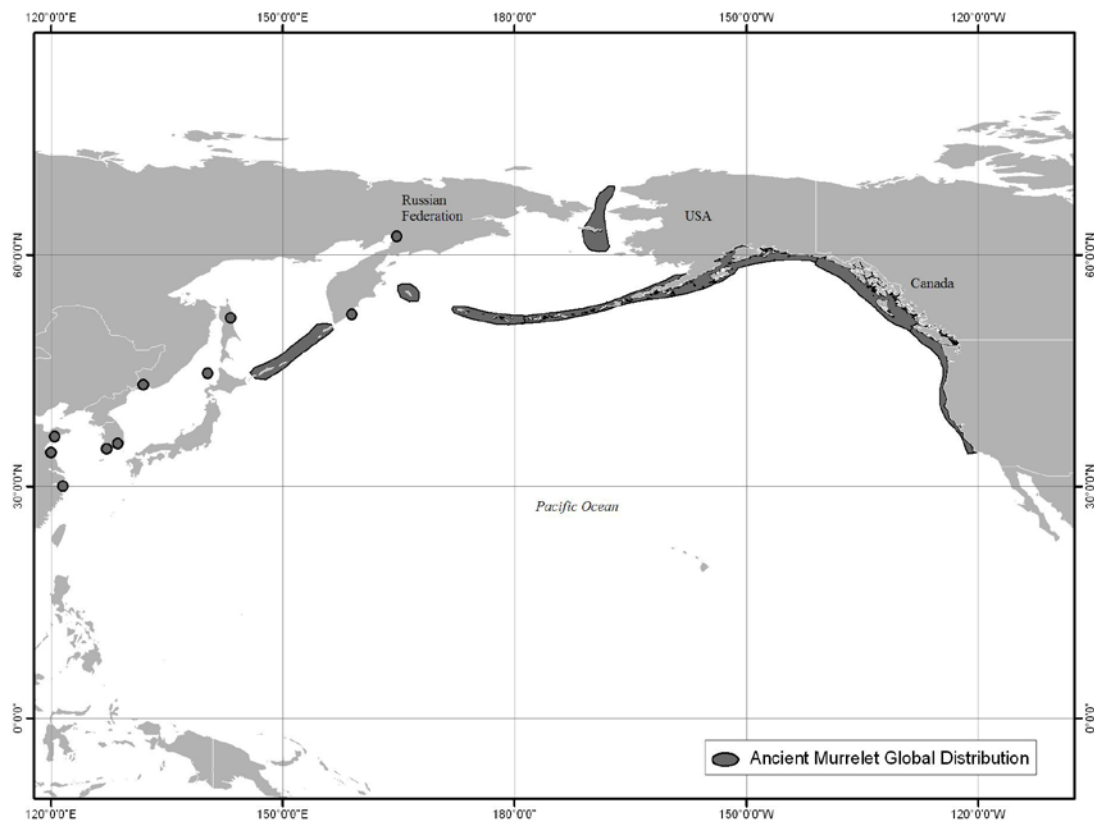 120°0'0"E 150°0'0"E 180°0'0" 150°0'0"W 120°0'0"W
Russian
Federation
USA
60°0'0"N 60°0'0"N
Canada
30°0'0"N 30°0'0"N
Pacific Ocean
0°0'0" 0°0'0"
Ancient Murrelet Global Distribution
120°0'0"E 150°0'0"E 180°0'0" 150°0'0"W 120°0'0"W